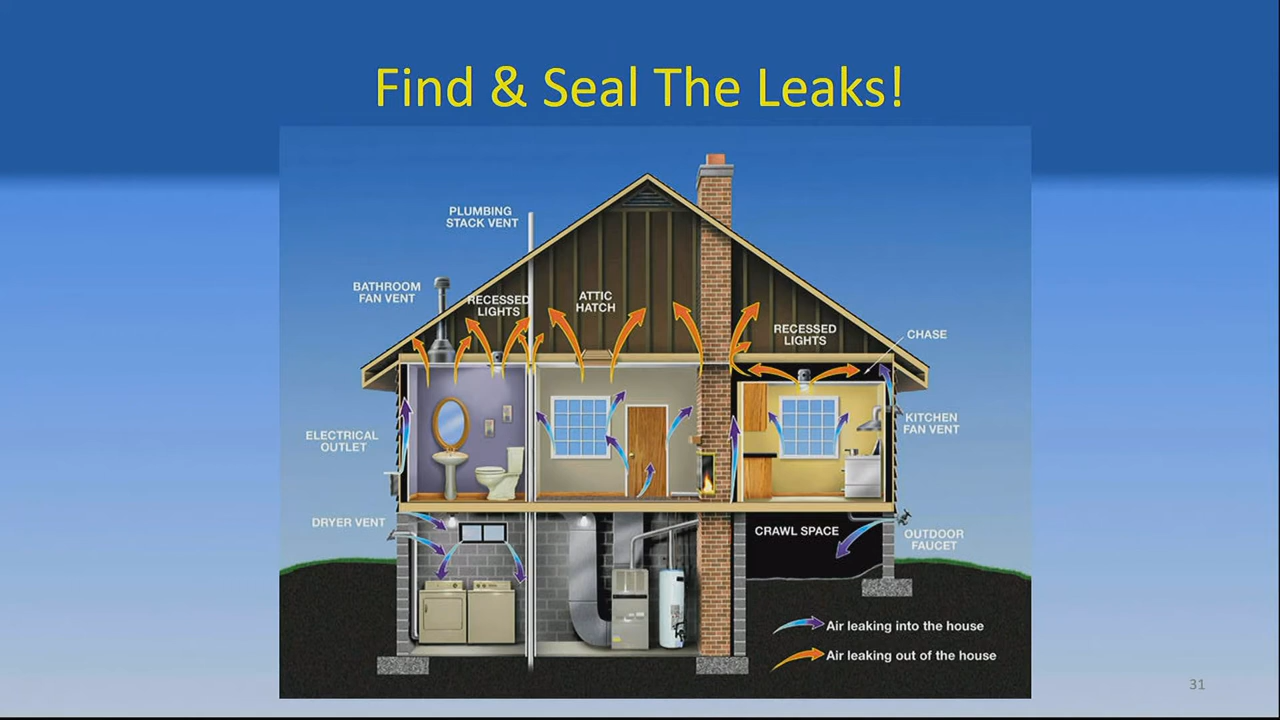 Find & Seal The Leaks!
PLUMBING
STACK VENT
BATHROOM
FAN VENT
RECESSED
LIGHTS
ATTIC
HATCH
RECESSED
LIGHTS
CHASE
KITCHEN
FAN VENT
ELECTRICAL
OUTLET
DRYER VENT
CRAWL SPACE
OUTDOOR
FAUCET
Air leaking into the house
Air leaking out of the house
31